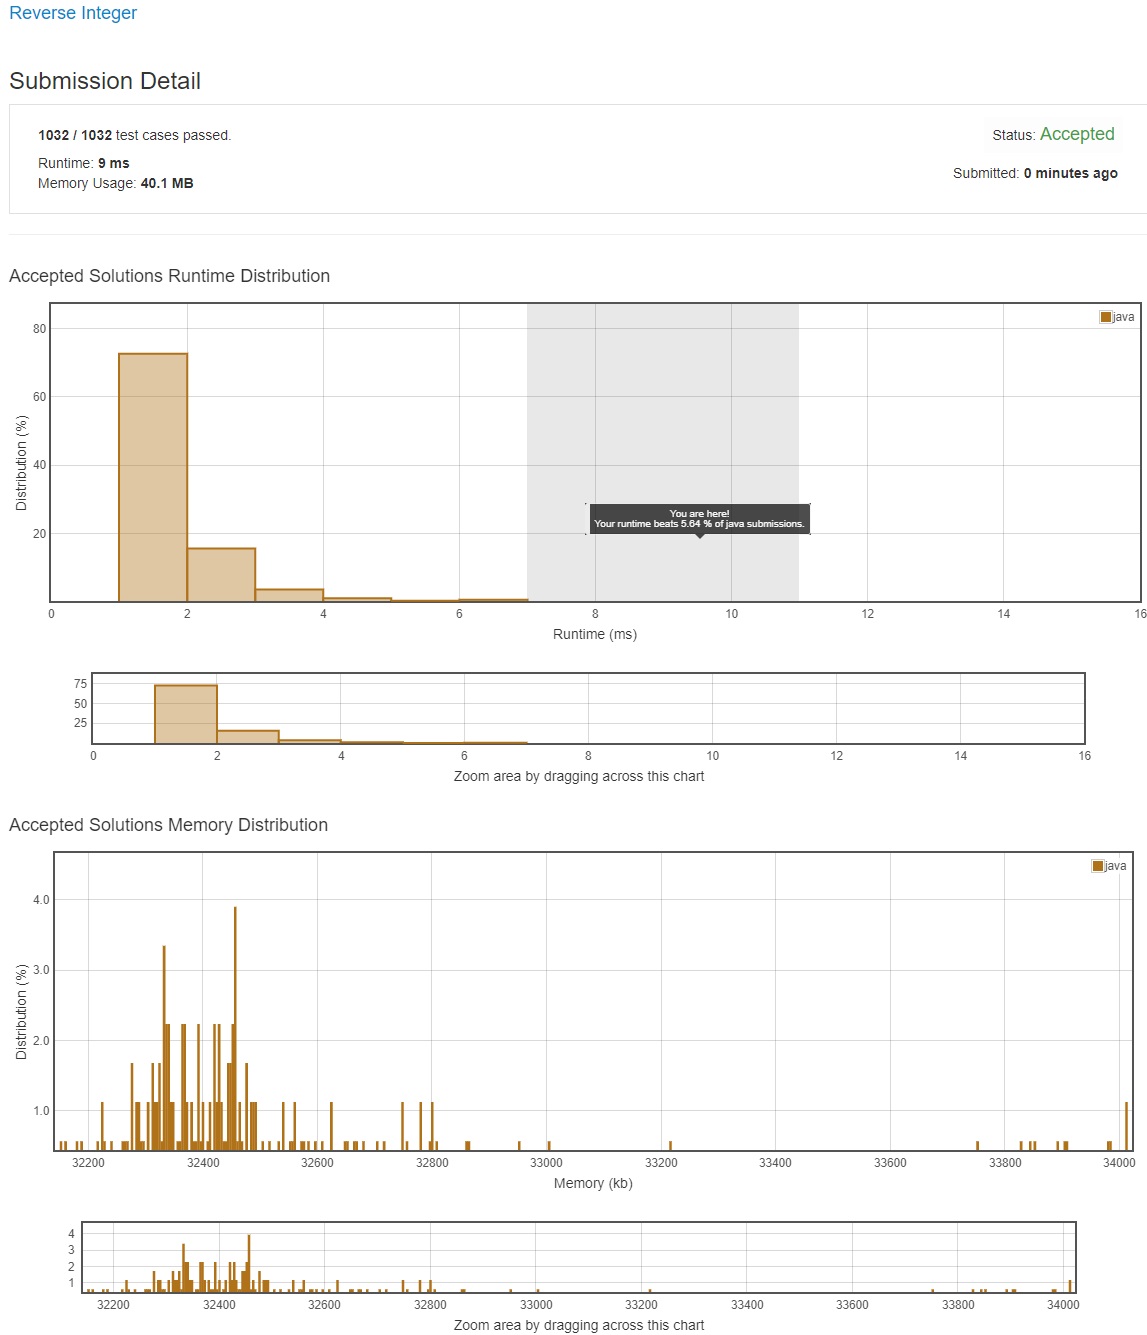 Reverse Integer
Submission Detail
1032 / 1032 test cases passed.
Status: Accepted
Runtime: 9 ms
Memory Usage: 40.1 MB
Submitted: 0 minutes ago
Accepted Solutions Runtime Distribution
java
80
60
40
20
Distribution (%)
You are here!
Your runtime beats 5.64 % of java submissions.
0 2 4 6 8 10 12 14 16
Runtime (ms)
75
50
25
0 2 4 6 8 10 12 14 16
Zoom area by dragging across this chart
Accepted Solutions Memory Distribution
java
4.0
3.0
2.0
1.0
Distribution (%)
32200 32400 32600 32800 33000 33200 33400 33600 33800 34000
Memory (kb)
4
3
2
1
32200 32400 32600 32800 33000 33200 33400 33600 33800 34000
Zoom area by dragging across this chart